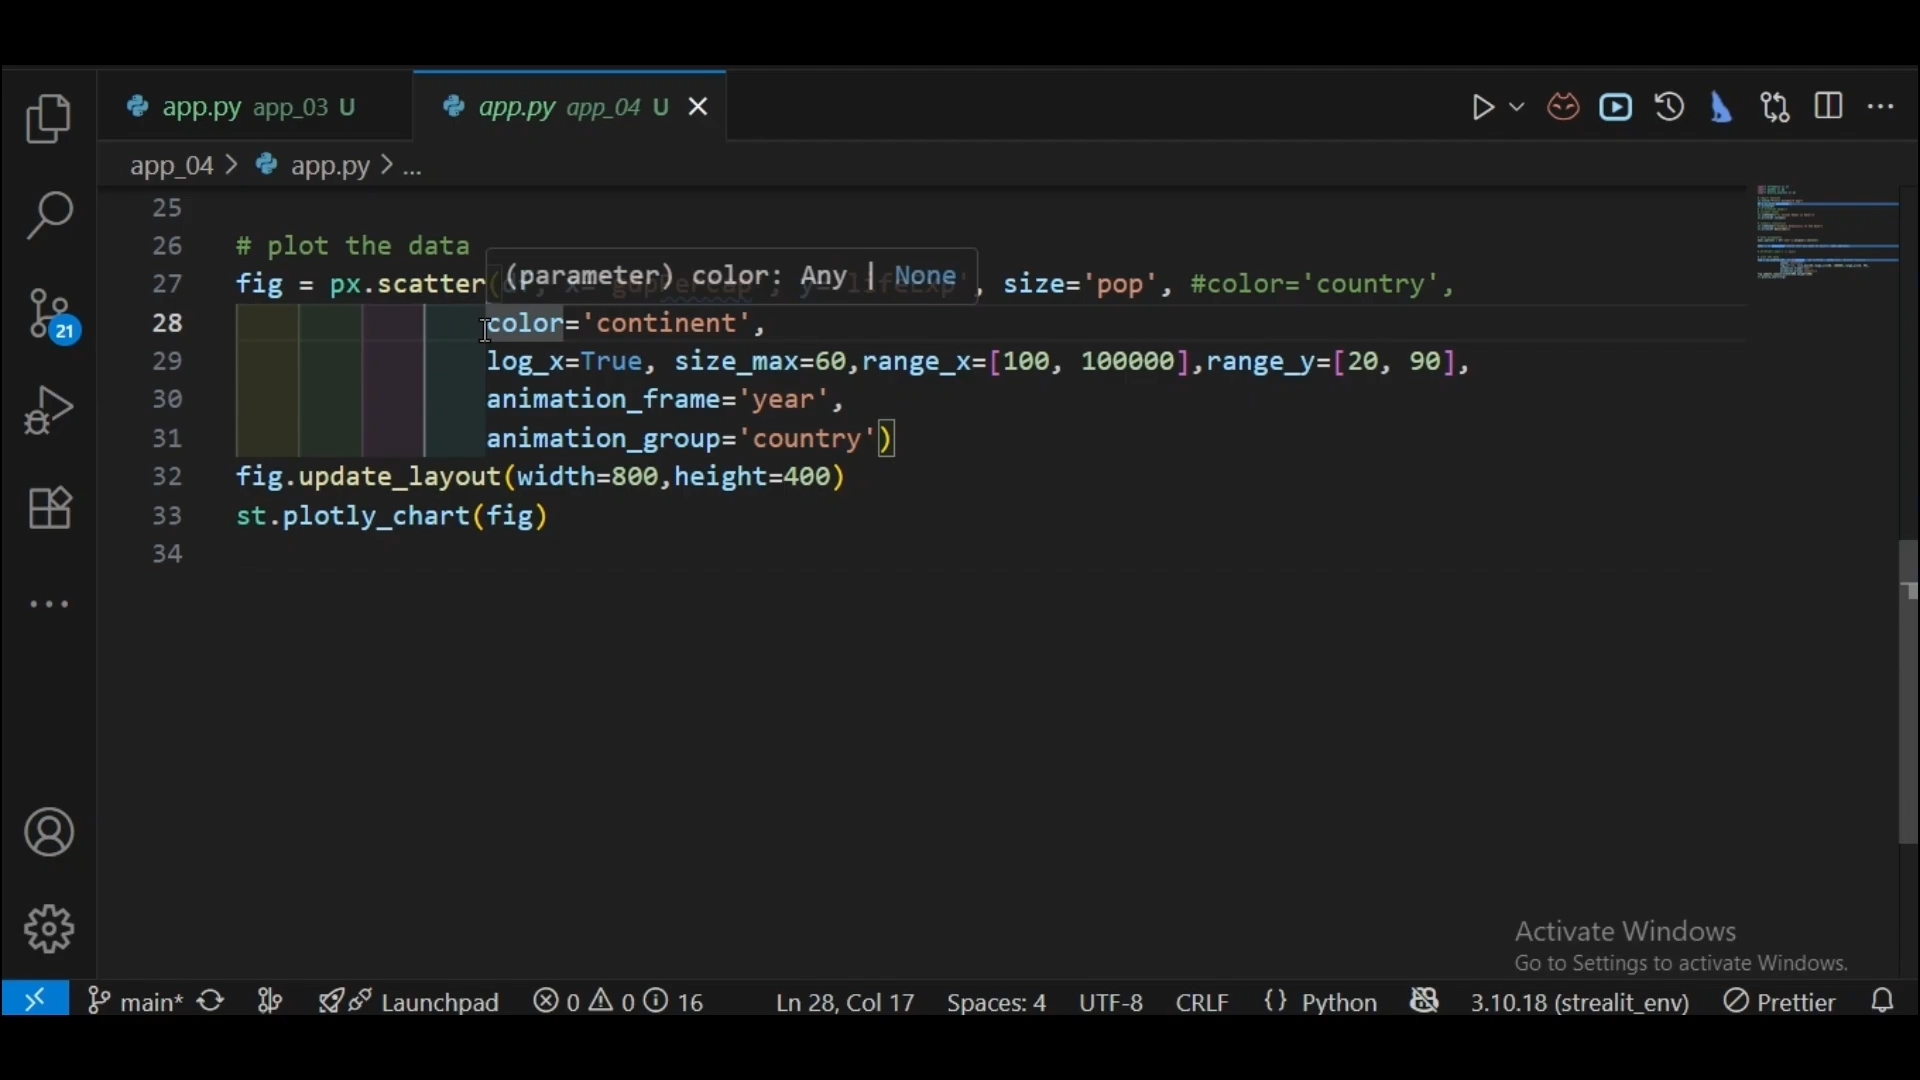 app.py app_03 U
app.py app_04 U
app_04 > app.py > ...
25
26 # plot the data
(parameter) color: Any | None
27 fig = px.scatter( , size='pop', #color='country',
28 color='continent',
29 log_x=True, size_max=60,range_x=[100, 100000],range_y=[20, 90],
30 animation_frame='year',
31 animation_group='country')
32 fig.update_layout(width=800,height=400)
33 st.plotly_chart(fig)
34
21
Activate Windows
Go to Settings to activate Windows.
main* Launchpad 0 0 16 Ln 28, Col 17 Spaces: 4 UTF-8 CRLF {} Python 3.10.18 (strealit_env) Prettier